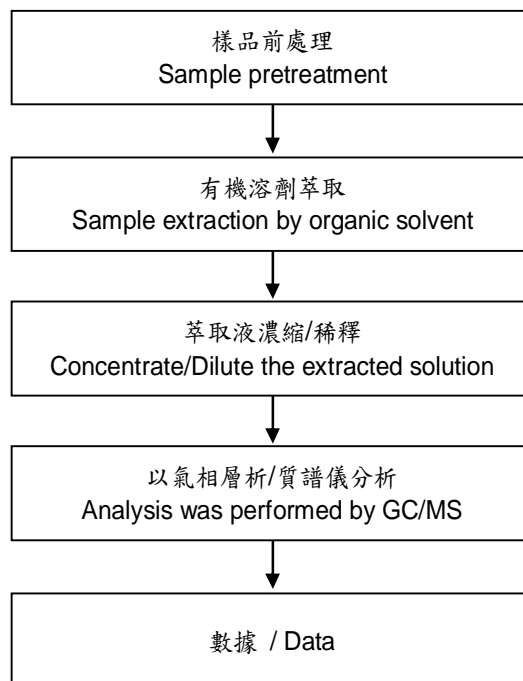 樣品前處理
Sample pretreatment
有機溶劑萃取
Sample extraction by organic solvent
萃取液濃縮/稀釋
Concentrate/Dilute the extracted solution
以氣相層析/質譜儀分析
Analysis was performed by GC/MS
數據 / Data